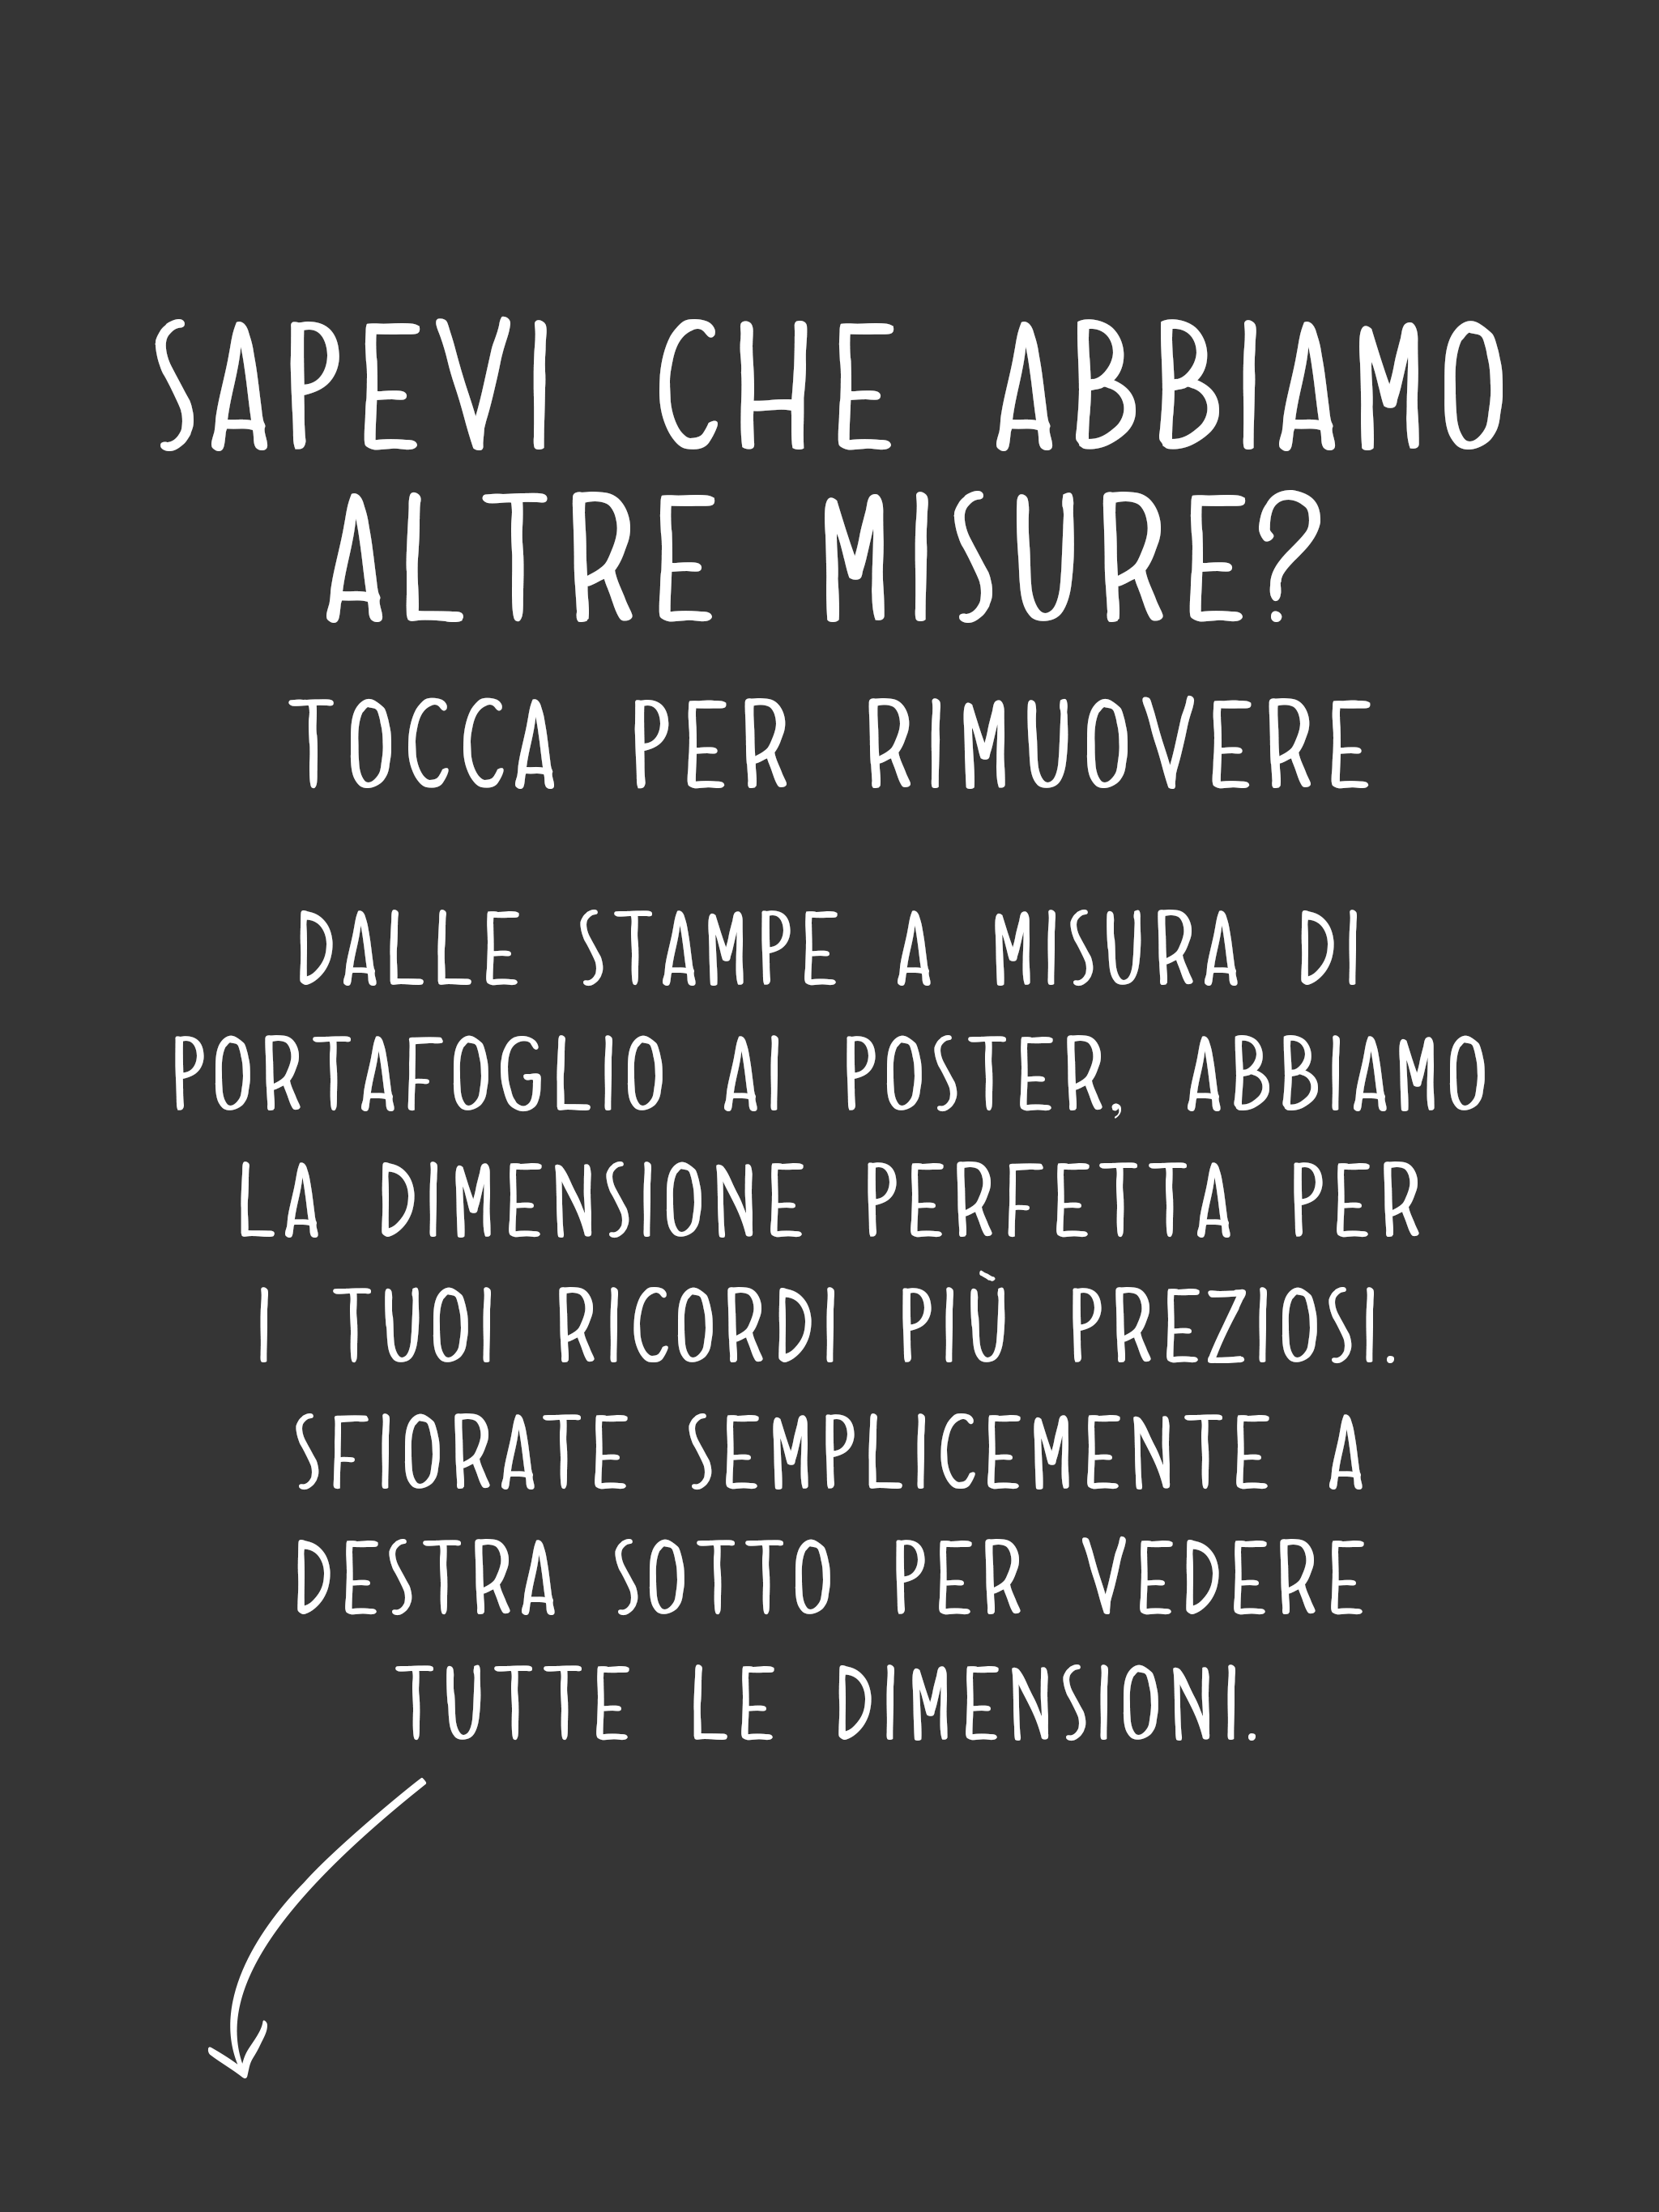 SAPEVI CHE ABBIAMO
ALTRE MISURE?
TOCCA PER RIMUOVERE
DALLE STAMPE A MISURA DI
PORTAFOGLIO AI POSTER, ABBIAMO
LA DIMENSIONE PERFETTA PER
I TUOI RICORDI PIÙ PREZIOSI.
SFIORATE SEMPLICEMENTE A
DESTRA SOTTO PER VEDERE
TUTTE LE DIMENSIONI.